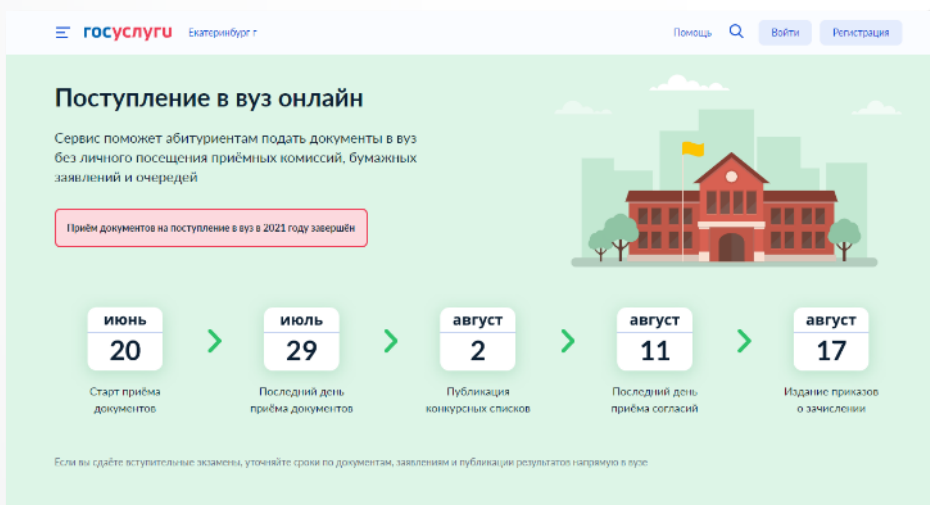 госуслуги Екатеринбург г Помощь Войти Регистрация
Поступление в вуз онлайн
Сервис поможет абитуриентам подать документы в вуз
без личного посещения приёмных комиссий, бумажных
заявлений и очередей
Приём документов на поступление в вуз в 2021 году завершён
июнь
20
Старт приёма
документов
июль
29
Последний день
приёма документов
август
2
Публикация
конкурсных списков
август
11
Последний день
приёма согласий
август
17
Издание приказов
о зачислении
Если вы сдаёте вступительные экзамены, уточняйте сроки по документам, заявлениям и публикации результатов напрямую в вузе